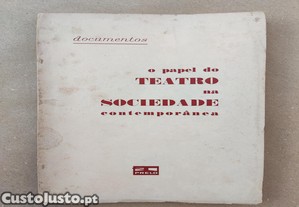 documentos
o papel do
TEATRO
na
SOCIEDADE
contemporânea
PRELO
CustoJusto.pt